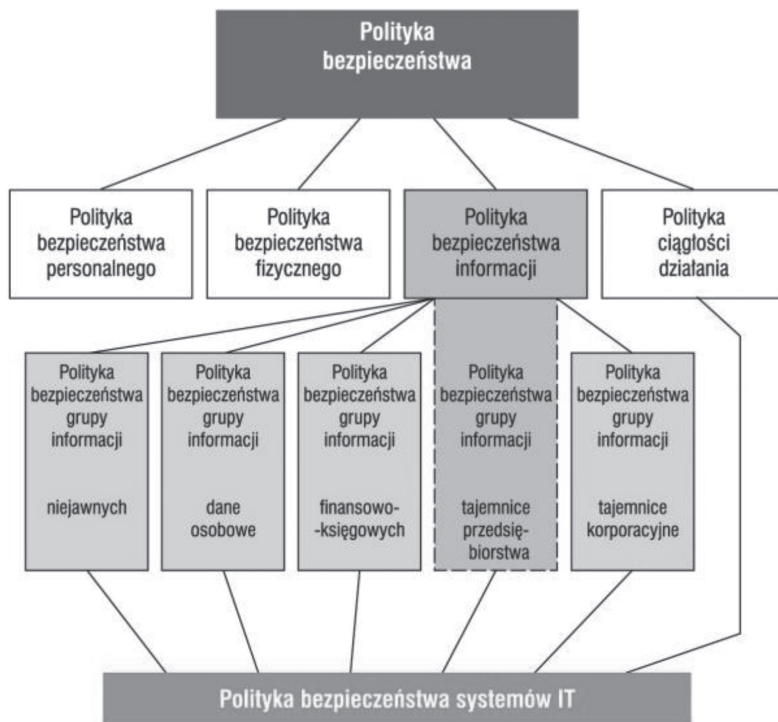 Polityka
bezpieczeństwa
Polityka
bezpieczeństwa
personalnego
Polityka
bezpieczeństwa
fizycznego
Polityka
bezpieczeństwa
informacji
Polityka
ciągłości
działania
Polityka
bezpieczeństwa
grupy
informacji
niejawnych
Polityka
bezpieczeństwa
grupy
informacji
dane
osobowe
Polityka
bezpieczeństwa
grupy
informacji
finansowo-
-księgowych
Polityka
bezpieczeństwa
grupy
informacji
tajemnice
przedsię-
biorstwa
Polityka
bezpieczeństwa
grupy
informacji
tajemnice
korporacyjne
Polityka bezpieczeństwa systemów IT